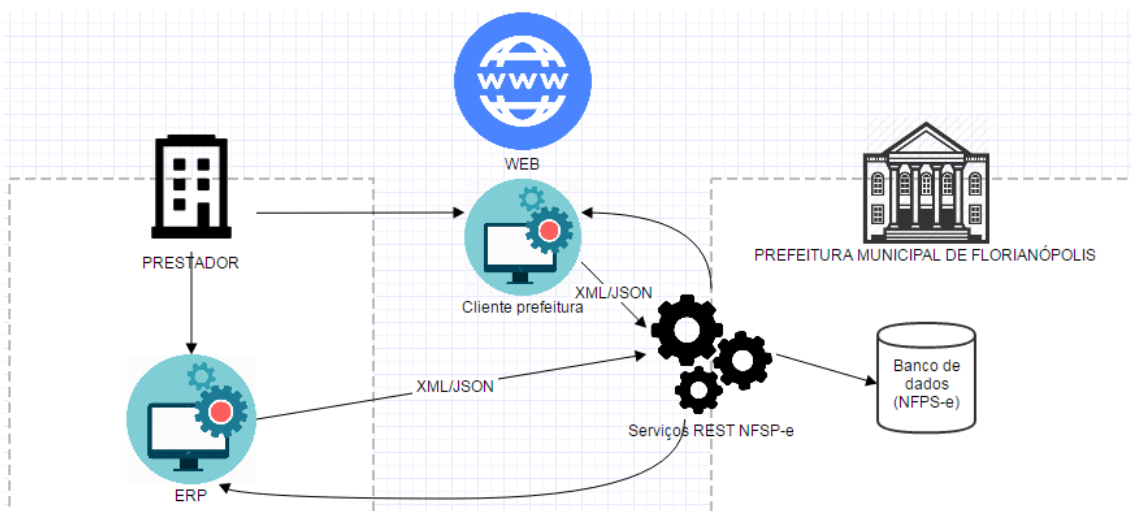 WWW
WEB
PRESTADOR
PREFEITURA MUNICIPAL DE FLORIANÓPOLIS
Cliente prefeitura
XML/JSON
XML/JSON
Banco de
dados
(NFPS-e)
Serviços REST NFSP-e
ERP